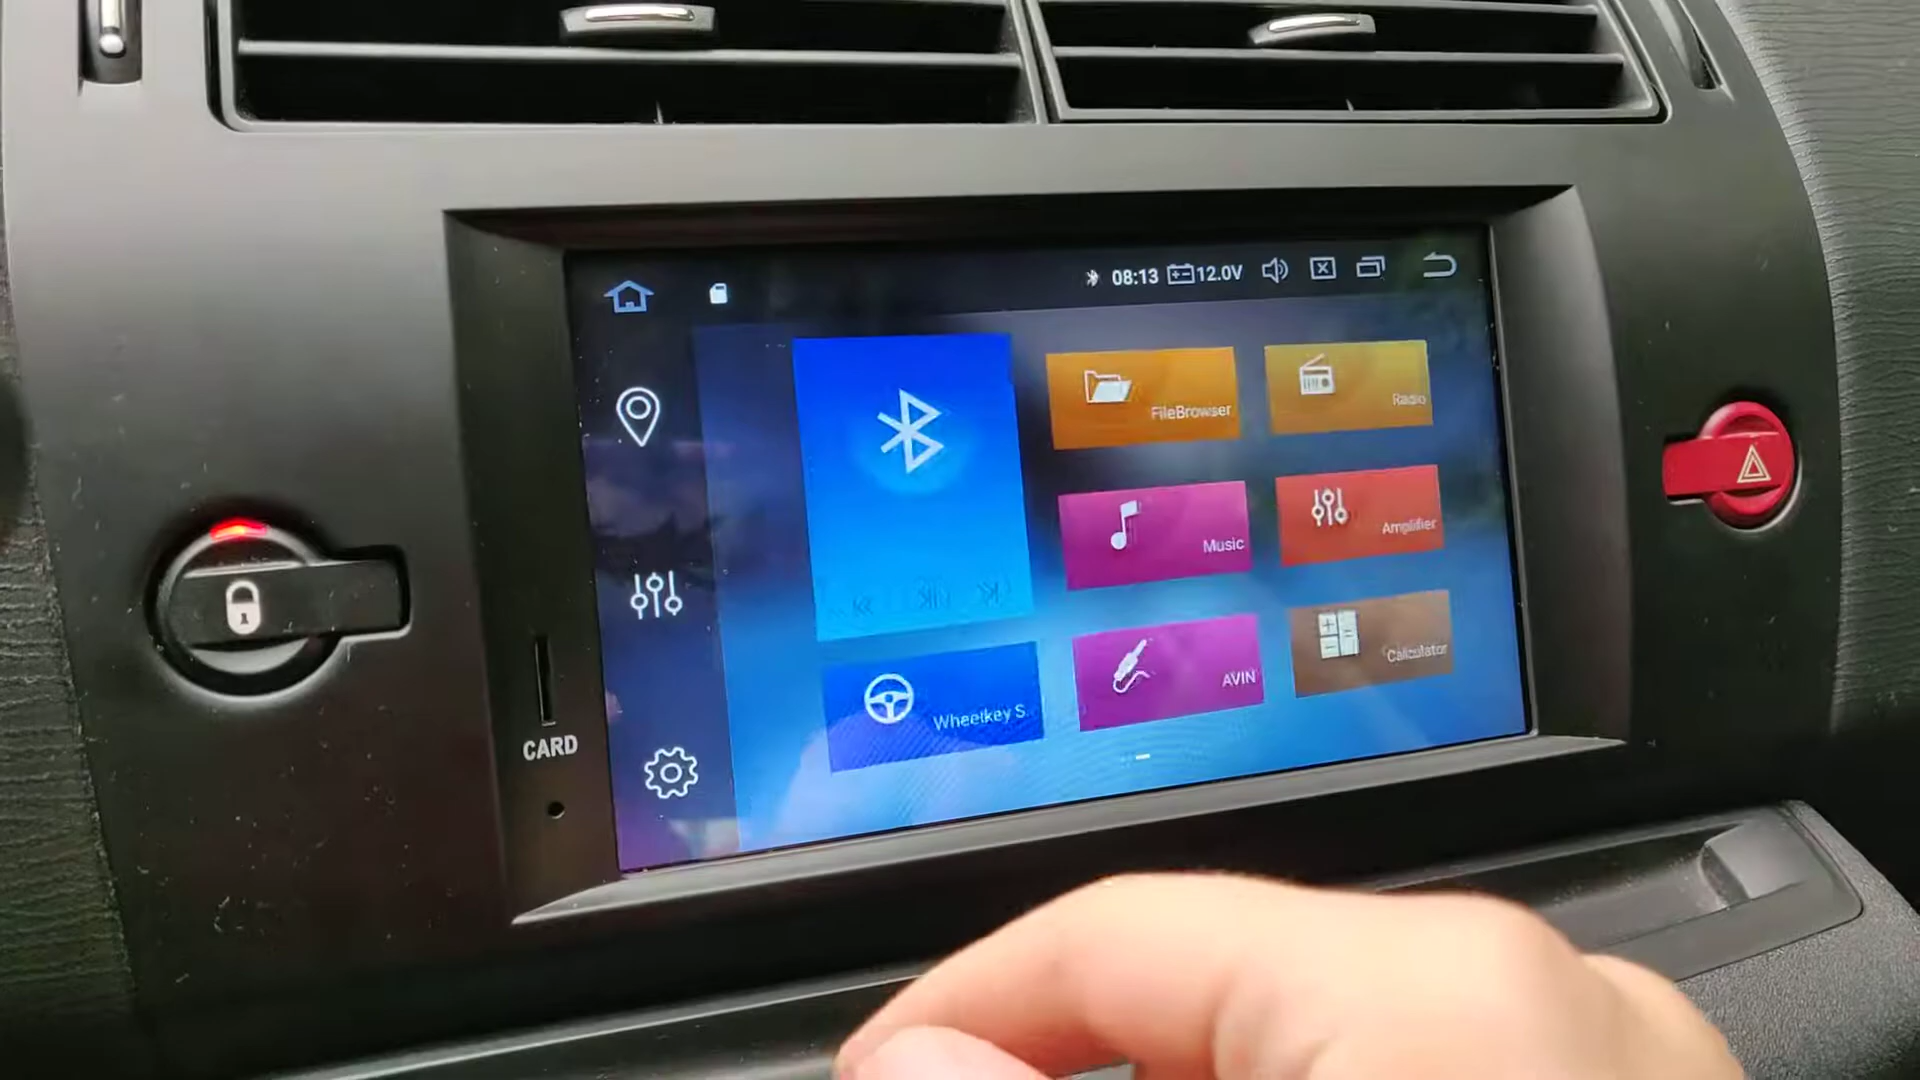 08:13 12.0V
FileBrowser
Radio
Music
Amplifier
Wheelkey S.
AVIN
Calculator
CARD